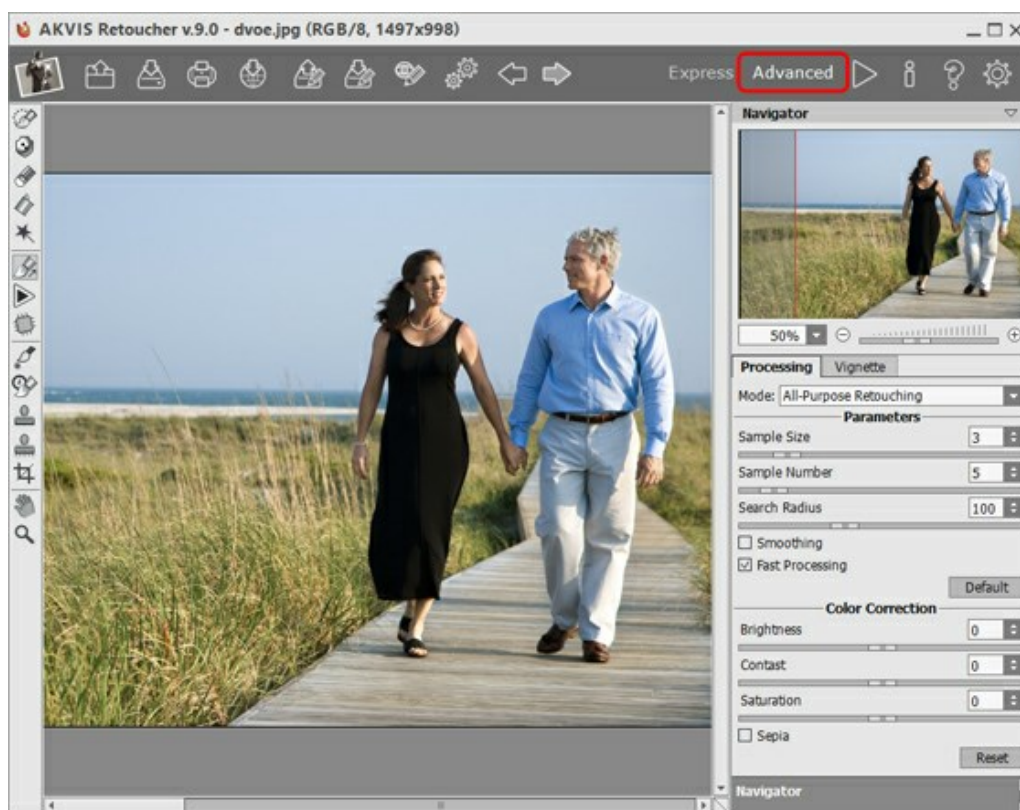 AKVIS Retoucher v.9.0 - dvoe.jpg (RGB/8, 1497x998)
Express Advanced
Navigator
50%
Processing Vignette
Mode: All-Purpose Retouching
Parameters
Sample Size 3
Sample Number 5
Search Radius 100
Smoothing
Fast Processing
Default
Color Correction
Brightness 0
Contast 0
Saturation 0
Sepia
Reset
Navigator